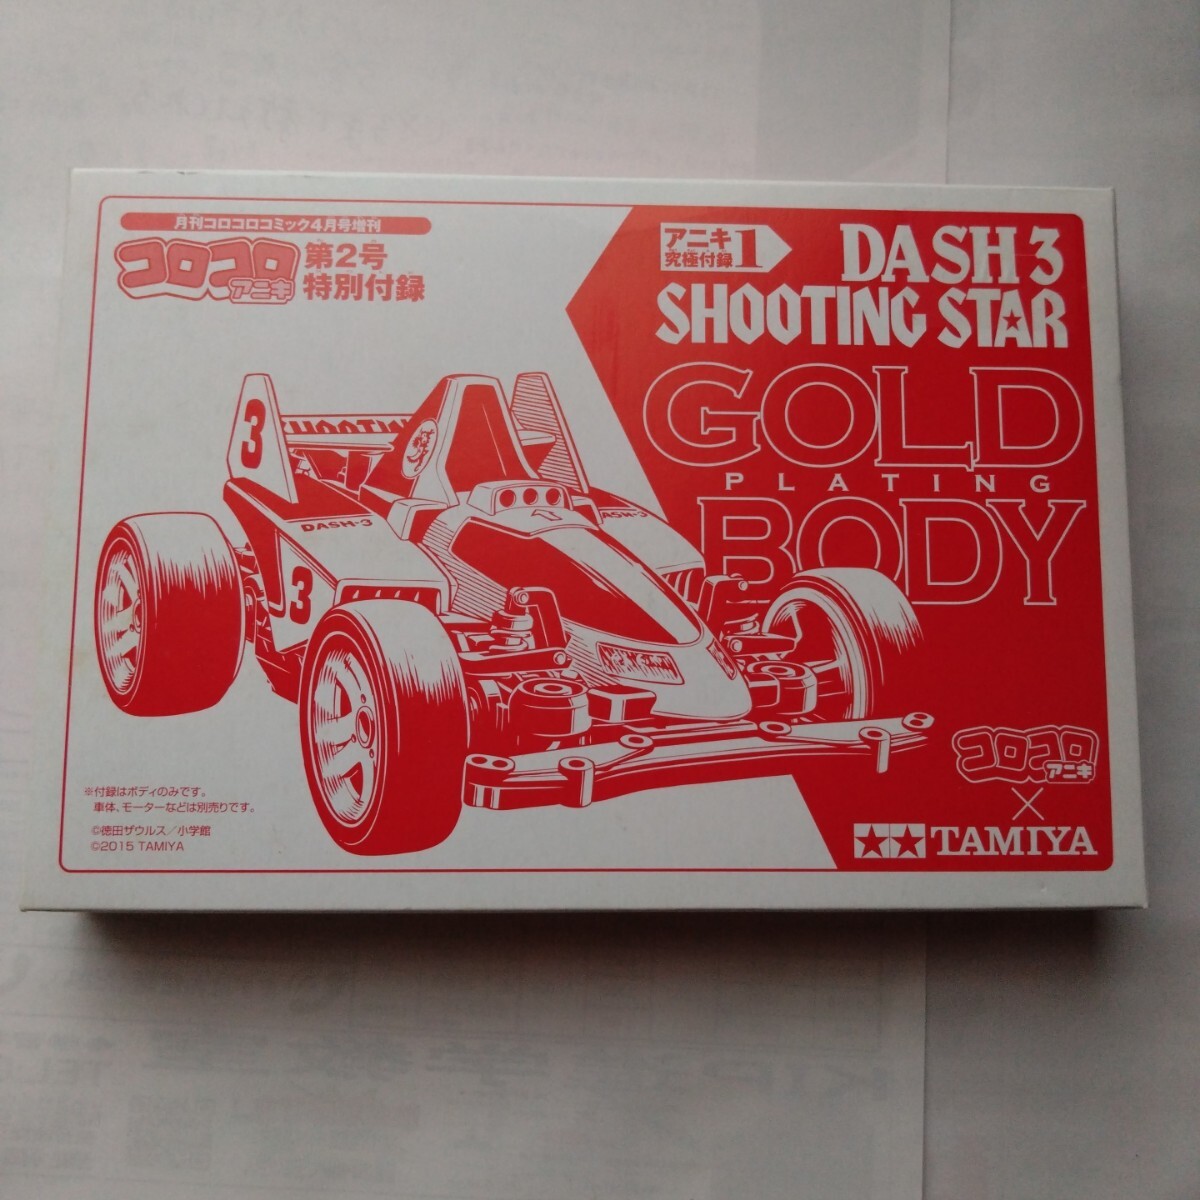 月刊コロコロコミック4月号増刊
コロコロ
アニキ
第2号
特別付録
アニキ
究極付録
1
DASH 3
SHOOTING STAR
GOLD
PLATING
BODY
3
SHOOTIN
DASH-3
DASH-3
3
※付録はボディのみです。
車体、モーターなどは別売りです。
©徳田ザウルス／小学館
©2015 TAMIYA
コロコロ
アニキ
×
TAMIYA